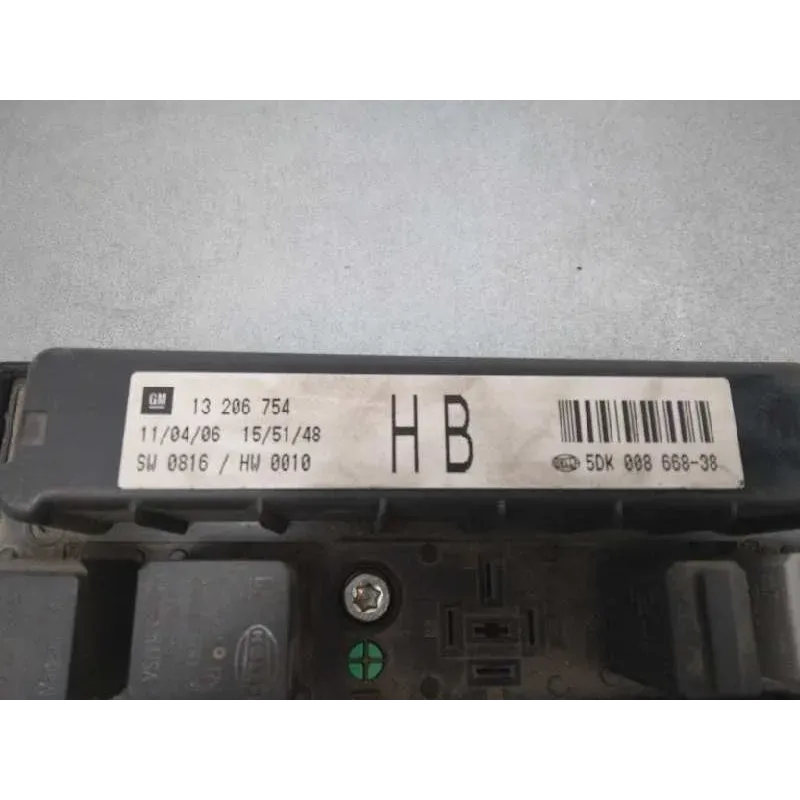 GM 13 206 754
11/04/06 15/51/48
SW 0816 / HW 0010
HB
HELLA 5DK 008 668-38